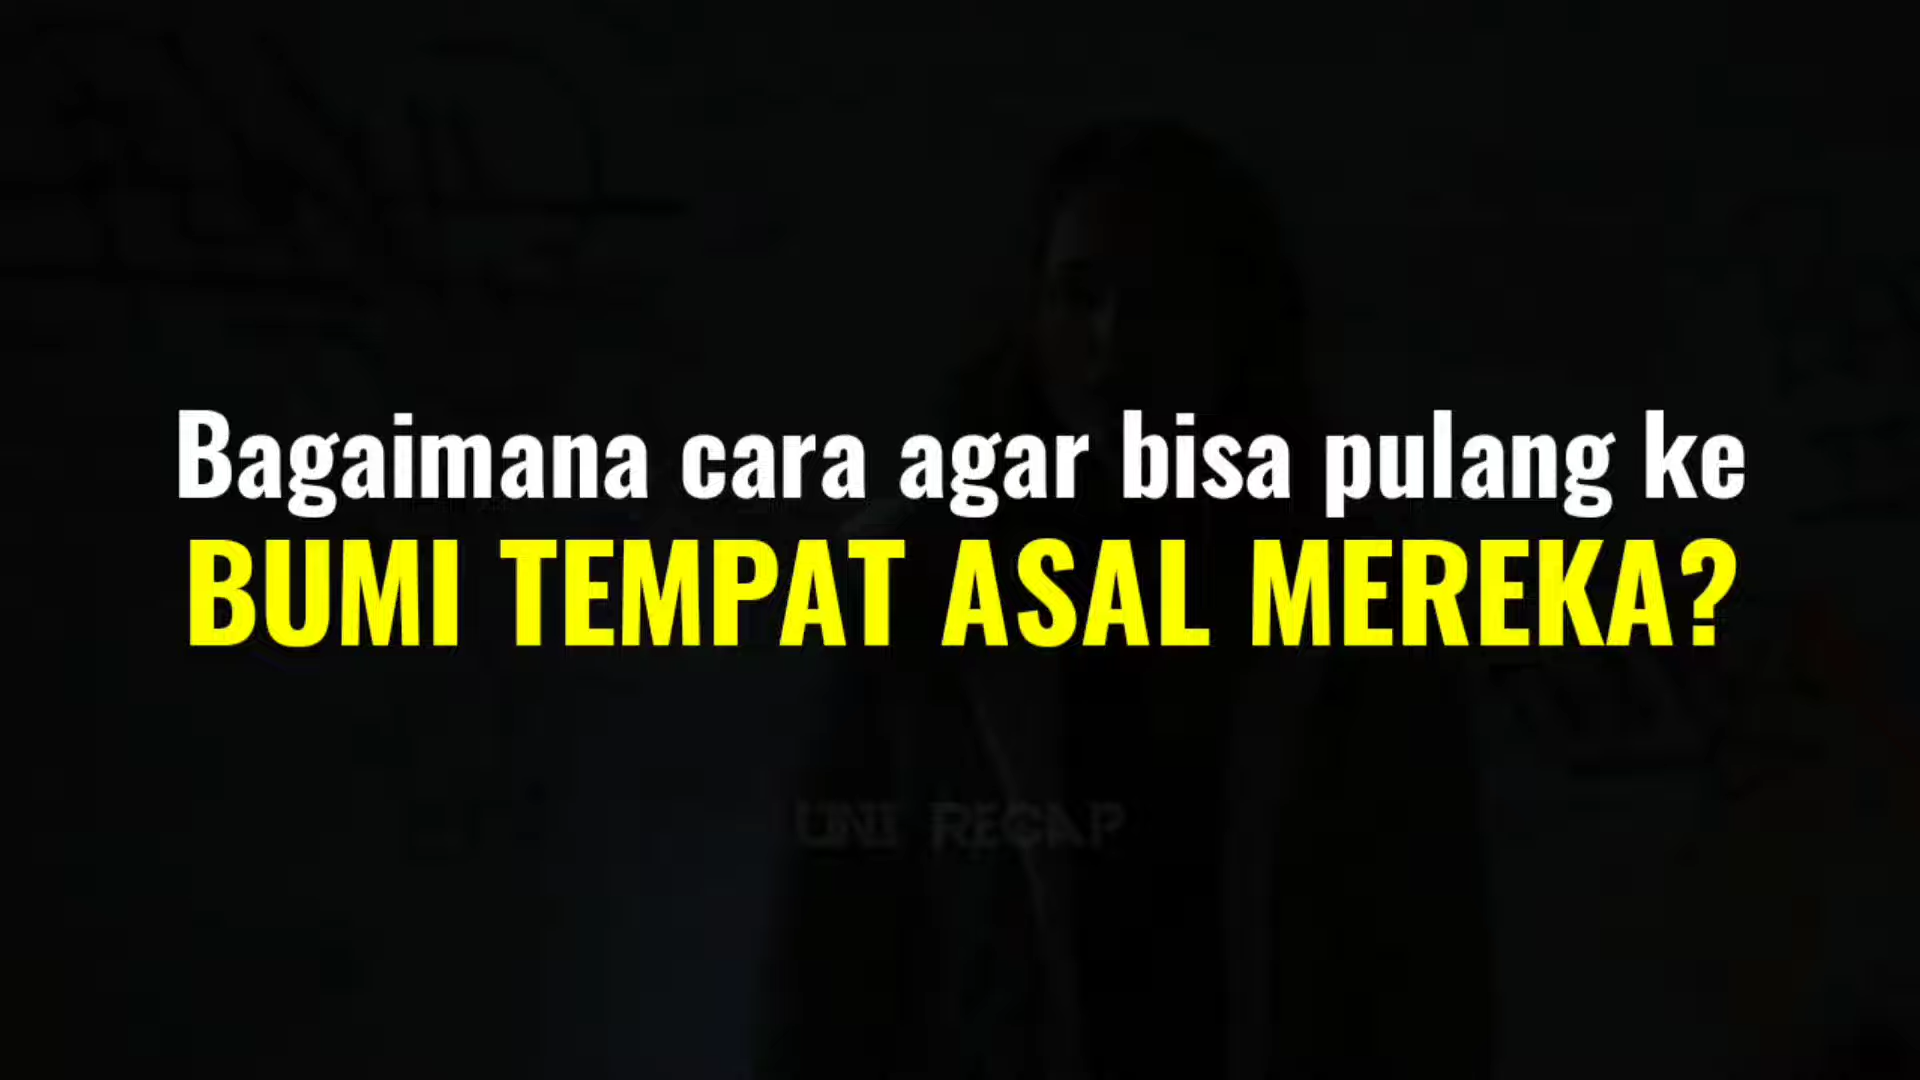 Bagaimana cara agar bisa pulang ke
BUMI TEMPAT ASAL MEREKA?
UNI RECAP